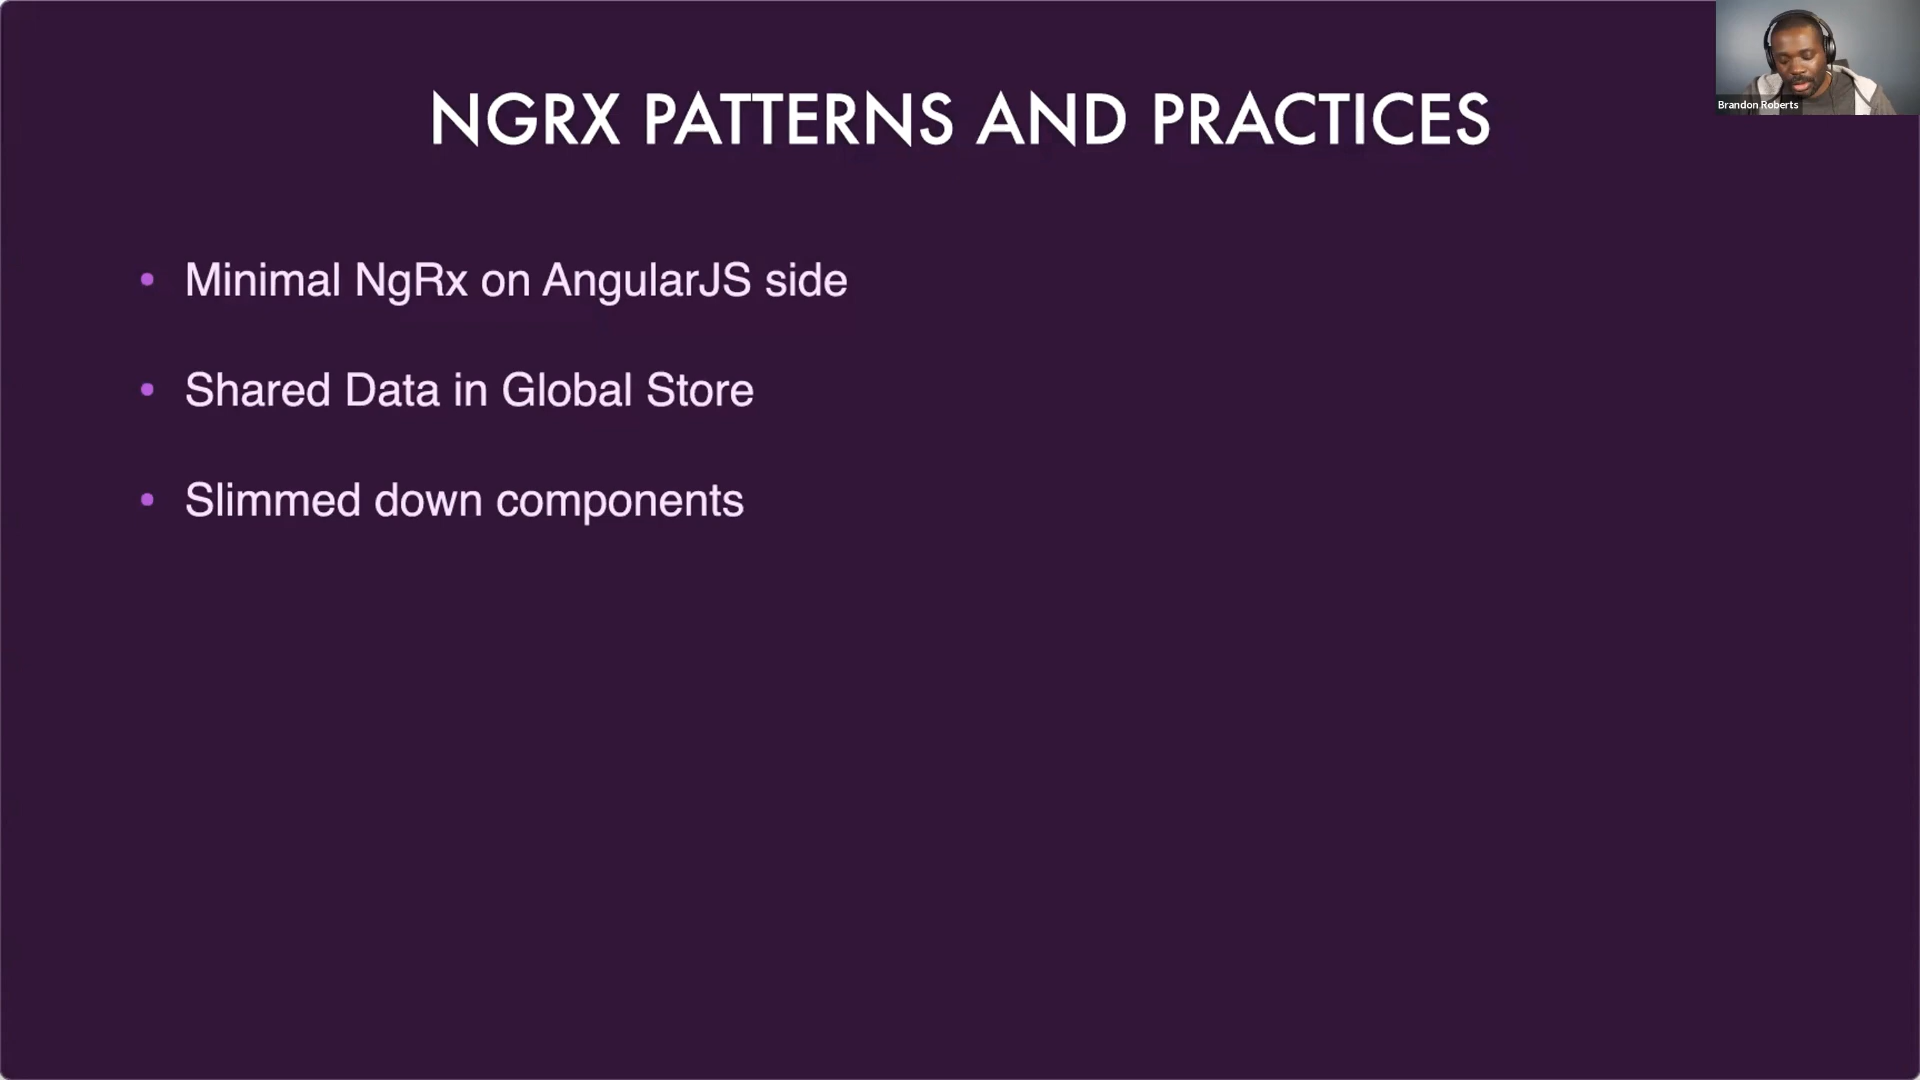 NGRX PATTERNS AND PRACTICES
Brandon Roberts
• Minimal NgRx on AngularJS side
• Shared Data in Global Store
• Slimmed down components